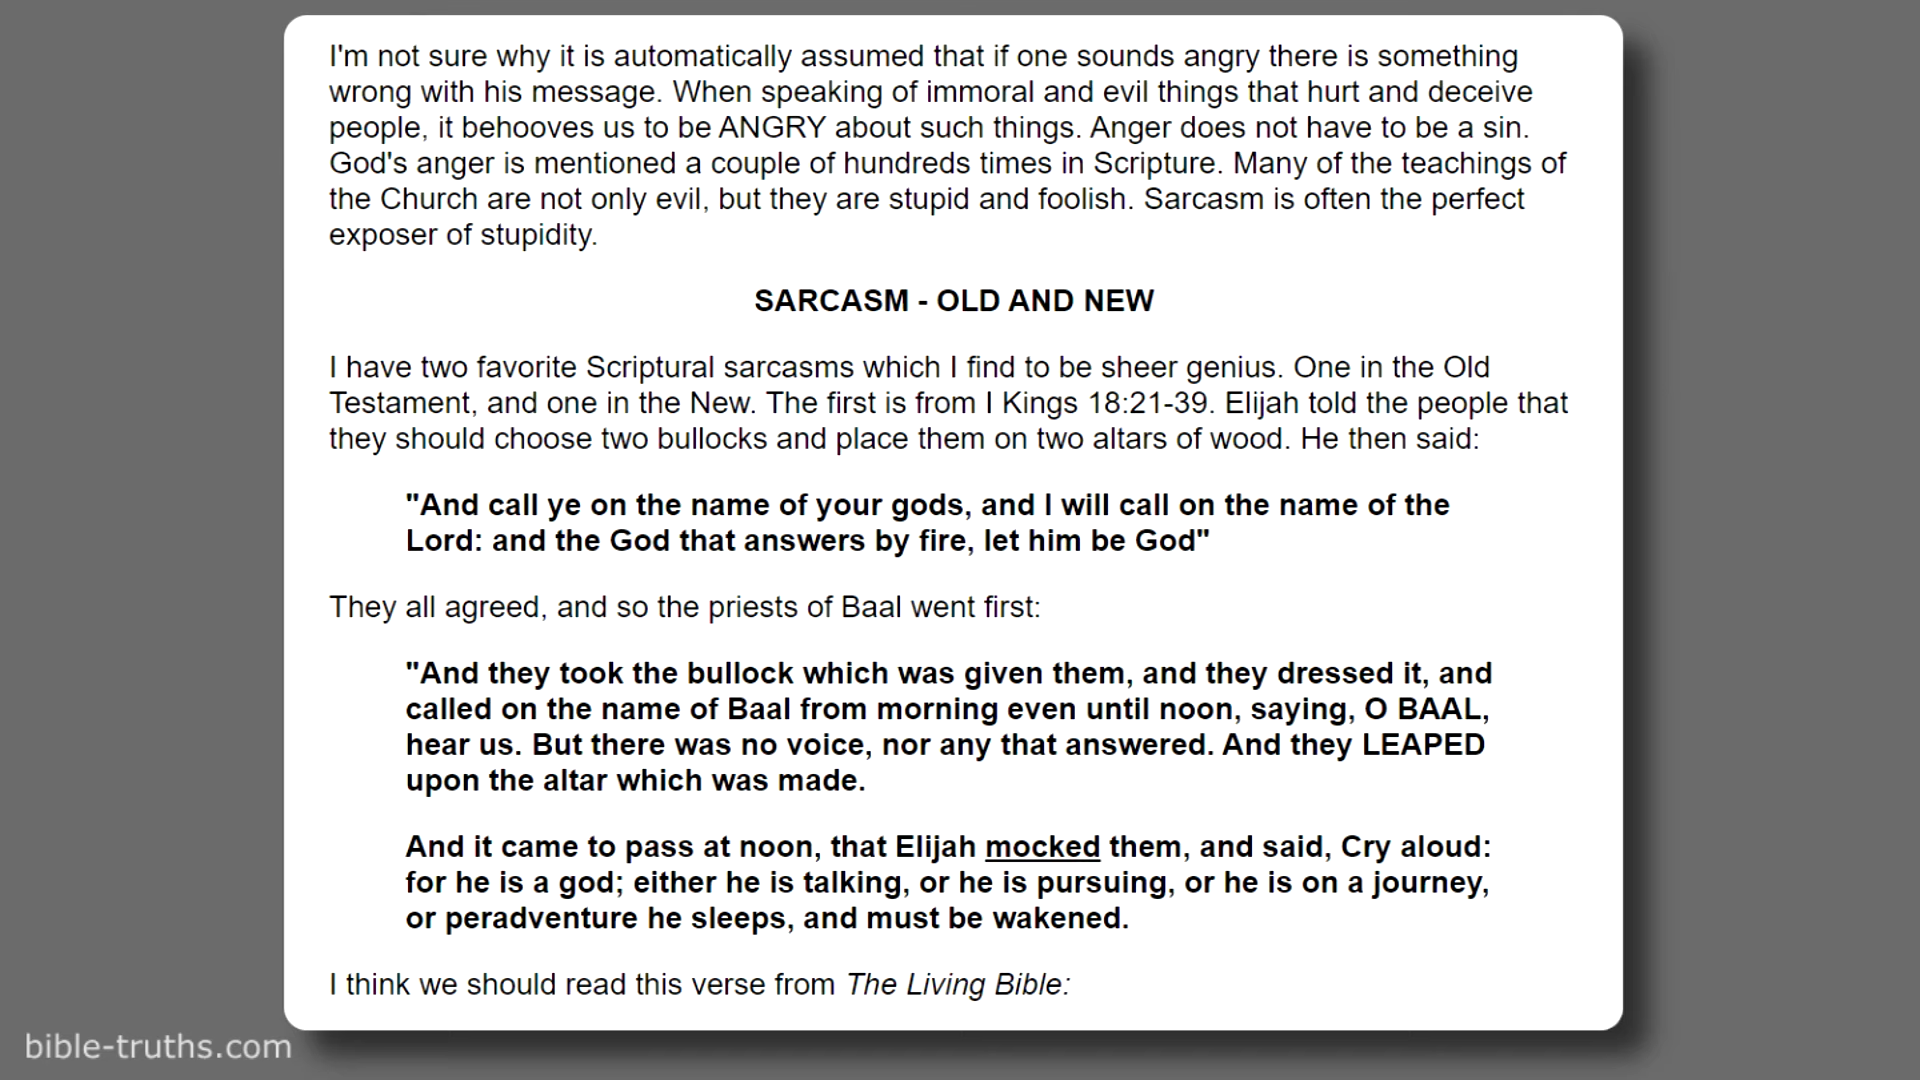 I'm not sure why it is automatically assumed that if one sounds angry there is something
wrong with his message. When speaking of immoral and evil things that hurt and deceive
people, it behooves us to be ANGRY about such things. Anger does not have to be a sin.
God's anger is mentioned a couple of hundreds times in Scripture. Many of the teachings of
the Church are not only evil, but they are stupid and foolish. Sarcasm is often the perfect
exposer of stupidity.
SARCASM - OLD AND NEW
I have two favorite Scriptural sarcasms which I find to be sheer genius. One in the Old
Testament, and one in the New. The first is from I Kings 18:21-39. Elijah told the people that
they should choose two bullocks and place them on two altars of wood. He then said:
"And call ye on the name of your gods, and I will call on the name of the
Lord: and the God that answers by fire, let him be God"
They all agreed, and so the priests of Baal went first:
"And they took the bullock which was given them, and they dressed it, and
called on the name of Baal from morning even until noon, saying, O BAAL,
hear us. But there was no voice, nor any that answered. And they LEAPED
upon the altar which was made.
And it came to pass at noon, that Elijah mocked them, and said, Cry aloud:
for he is a god; either he is talking, or he is pursuing, or he is on a journey,
or peradventure he sleeps, and must be wakened.
I think we should read this verse from The Living Bible:
bible-truths.com